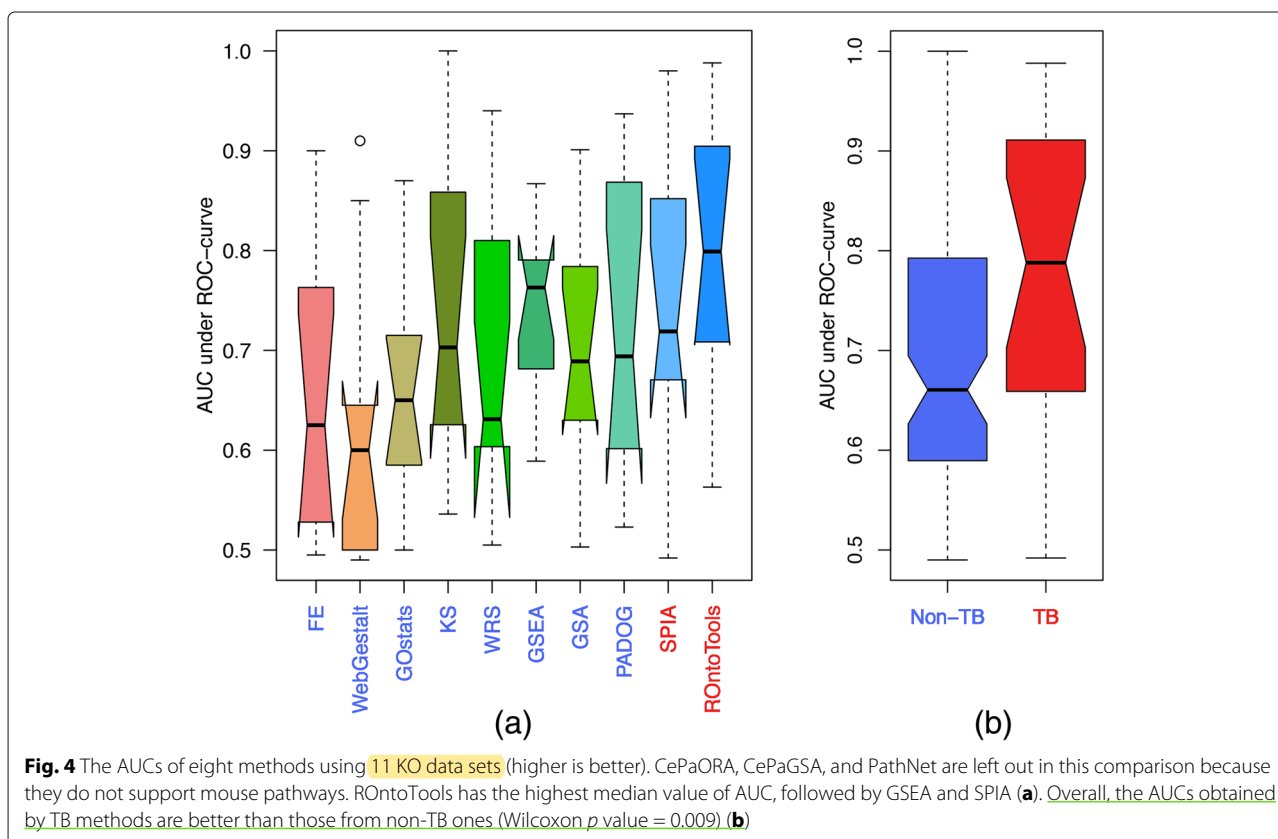 1.0
0.9
0.8
0.7
0.6
0.5
AUC under ROC−curve
FE
WebGestalt
GOstats
KS
WRS
GSEA
GSA
PADOG
SPIA
ROntoTools
(a)
1.0
0.9
0.8
0.7
0.6
0.5
AUC under ROC−curve
Non−TB
TB
(b)
Fig. 4 The AUCs of eight methods using 11 KO data sets (higher is better). CePaORA, CePaGSA, and PathNet are left out in this comparison because
they do not support mouse pathways. ROntoTools has the highest median value of AUC, followed by GSEA and SPIA (a). Overall, the AUCs obtained
by TB methods are better than those from non-TB ones (Wilcoxon p value = 0.009) (b)